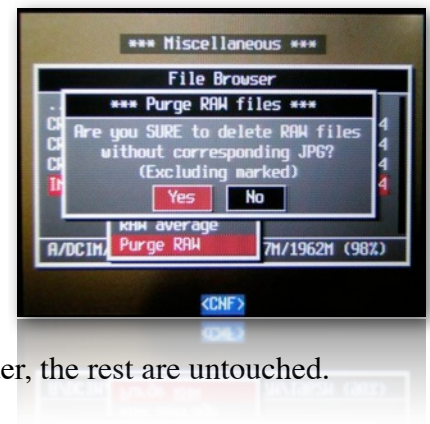 *** Miscellaneous ***
File Browser
*** Purge RAW files ***
Are you SURE to delete RAW files
without corresponding JPG?
(Excluding marked)
Yes No
RAW average
Purge RAW
A/DCIM/ 7M/1962M (98%)
<CNF>
the rest are untouched.